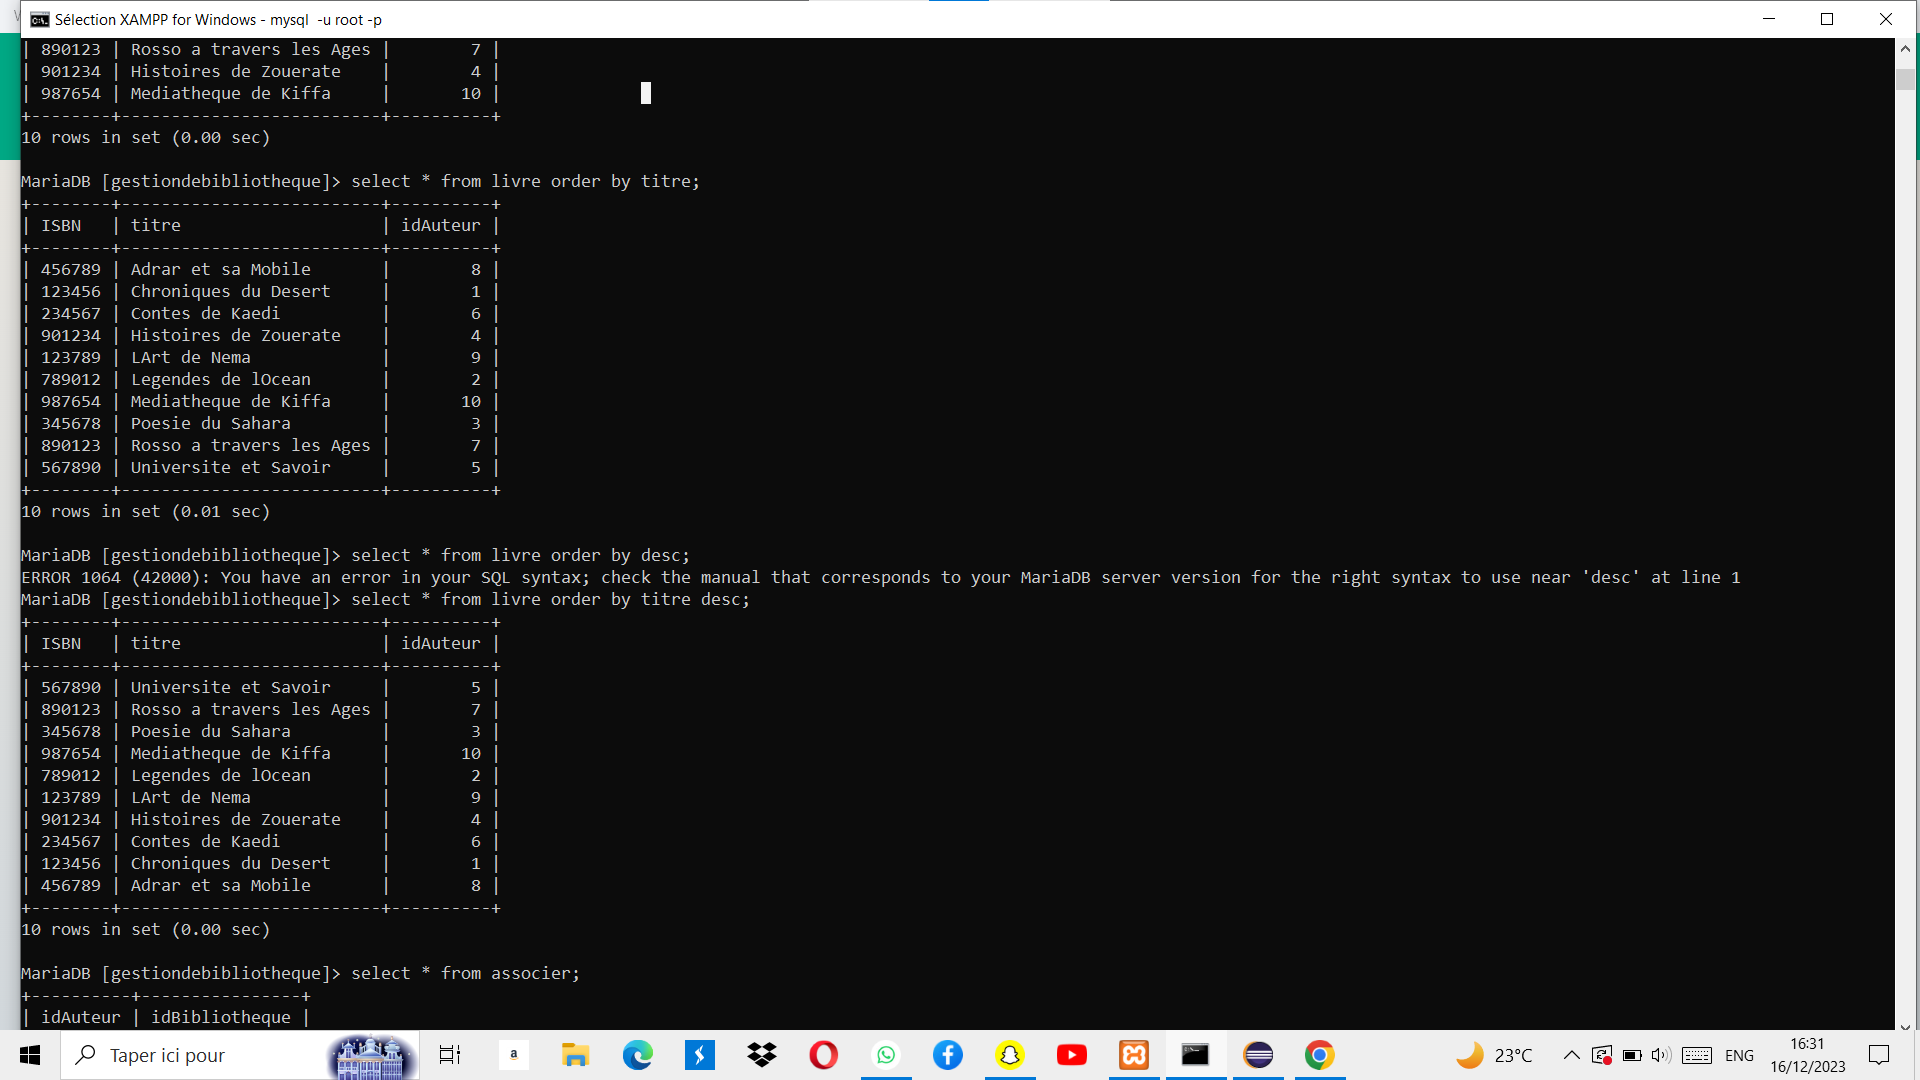 Sélection XAMPP for Windows - mysql  -u root -p
| 890123 | Rosso a travers les Ages |        7 |
| 901234 | Histoires de Zouerate    |        4 |
| 987654 | Mediatheque de Kiffa     |       10 |
+--------+--------------------------+----------+
10 rows in set (0.00 sec)
MariaDB [gestiondebibliotheque]> select * from livre order by titre;
+--------+--------------------------+----------+
| ISBN   | titre                    | idAuteur |
+--------+--------------------------+----------+
| 456789 | Adrar et sa Mobile       |        8 |
| 123456 | Chroniques du Desert     |        1 |
| 234567 | Contes de Kaedi          |        6 |
| 901234 | Histoires de Zouerate    |        4 |
| 123789 | LArt de Nema             |        9 |
| 789012 | Legendes de lOcean       |        2 |
| 987654 | Mediatheque de Kiffa     |       10 |
| 345678 | Poesie du Sahara         |        3 |
| 890123 | Rosso a travers les Ages |        7 |
| 567890 | Universite et Savoir     |        5 |
+--------+--------------------------+----------+
10 rows in set (0.01 sec)
MariaDB [gestiondebibliotheque]> select * from livre order by desc;
ERROR 1064 (42000): You have an error in your SQL syntax; check the manual that corresponds to your MariaDB server version for the right syntax to use near 'desc' at line 1
MariaDB [gestiondebibliotheque]> select * from livre order by titre desc;
+--------+--------------------------+----------+
| ISBN   | titre                    | idAuteur |
+--------+--------------------------+----------+
| 567890 | Universite et Savoir     |        5 |
| 890123 | Rosso a travers les Ages |        7 |
| 345678 | Poesie du Sahara         |        3 |
| 987654 | Mediatheque de Kiffa     |       10 |
| 789012 | Legendes de lOcean       |        2 |
| 123789 | LArt de Nema             |        9 |
| 901234 | Histoires de Zouerate    |        4 |
| 234567 | Contes de Kaedi          |        6 |
| 123456 | Chroniques du Desert     |        1 |
| 456789 | Adrar et sa Mobile       |        8 |
+--------+--------------------------+----------+
10 rows in set (0.00 sec)
MariaDB [gestiondebibliotheque]> select * from associer;
+----------+----------------+
| idAuteur | idBibliotheque |
Taper ici pour
a
23°C
ENG
16:31
16/12/2023